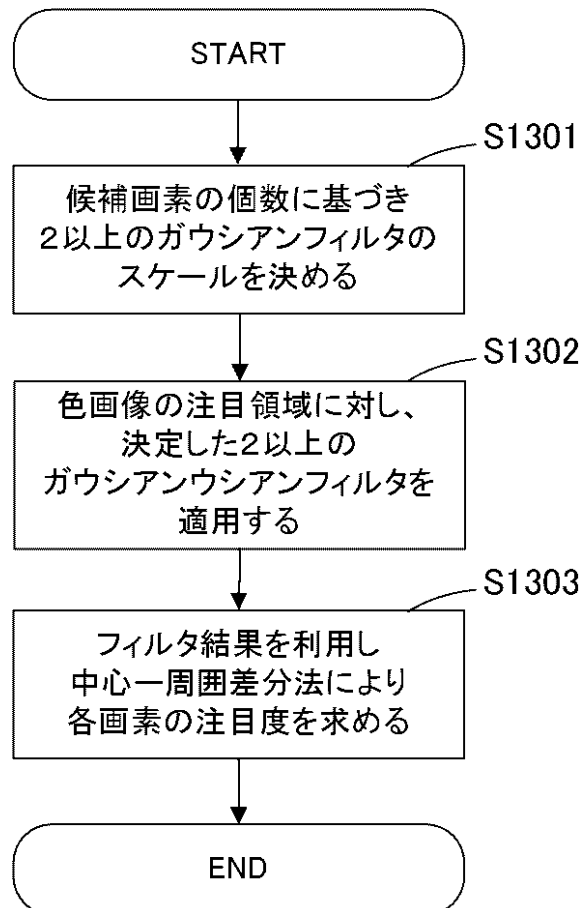 START
S1301
候補画素の個数に基づき
2以上のガウシアンフィルタの
スケールを決める
S1302
色画像の注目領域に対し、
決定した2以上の
ガウシアンウシアンフィルタを
適用する
S1303
フィルタ結果を利用し
中心ー周囲差分法により
各画素の注目度を求める
END